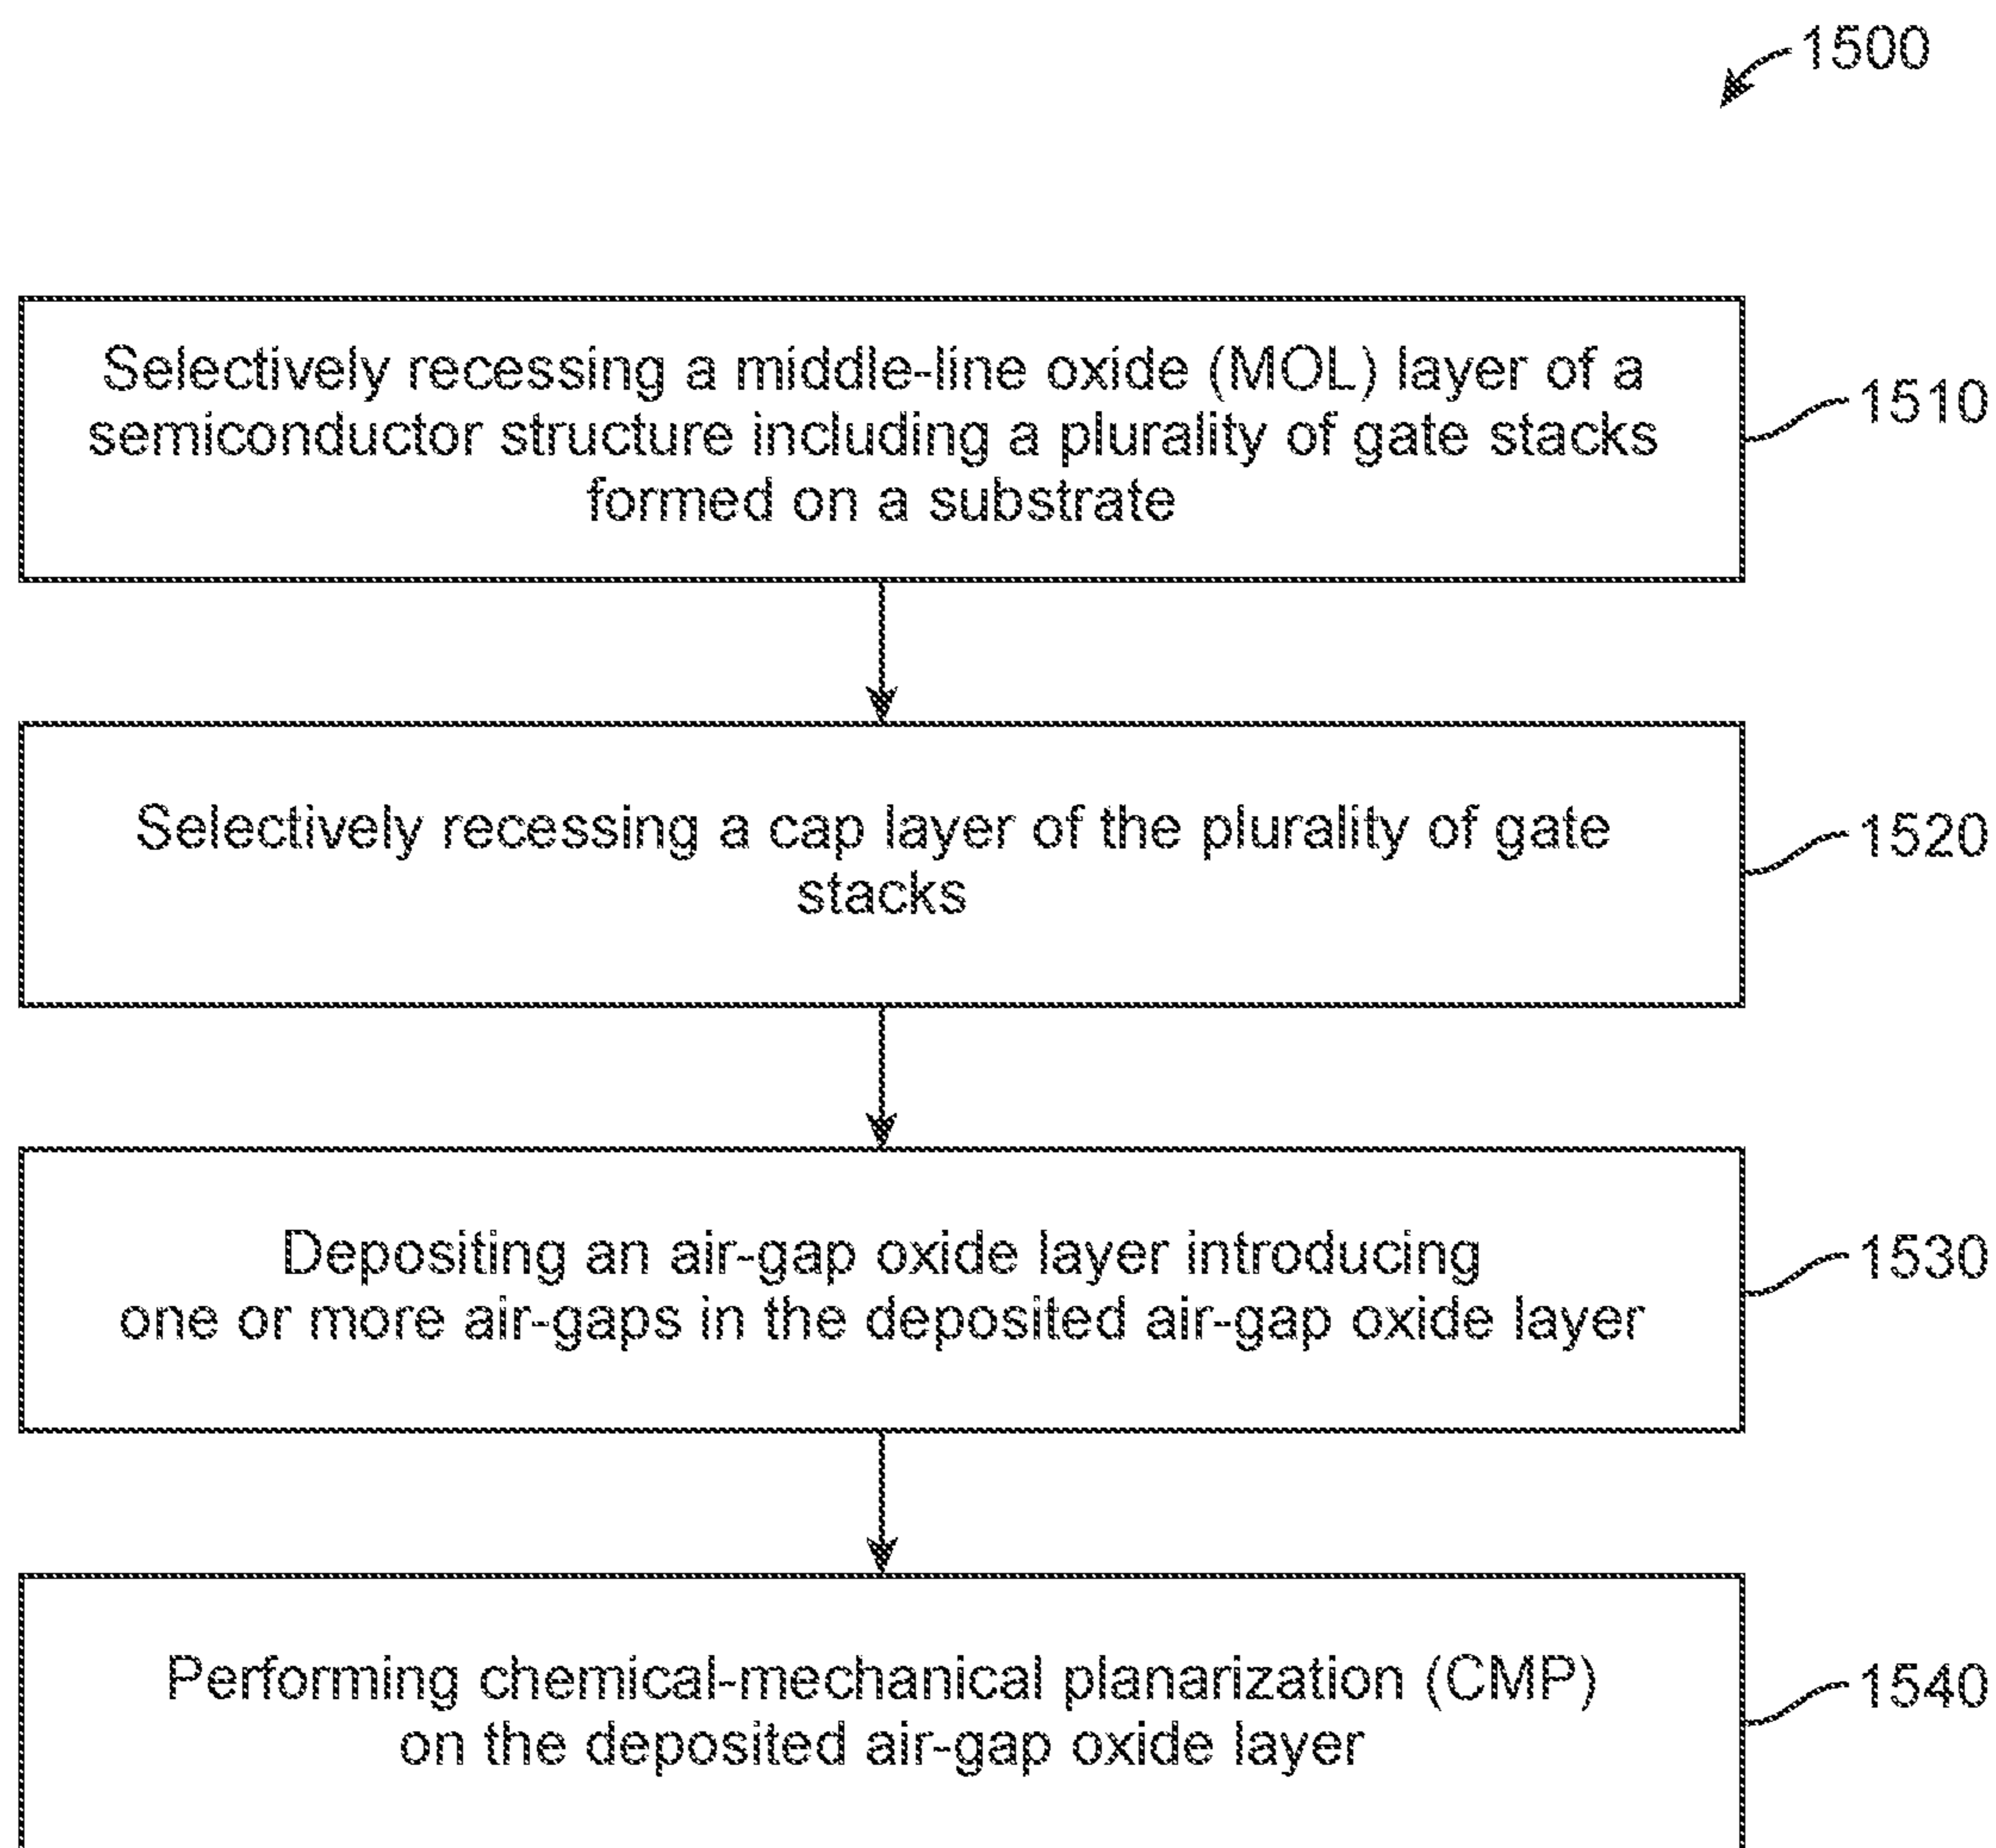 1500
Selectively recessing a middle-line oxide (MOL) layer of a
semiconductor structure including a plurality of gate stacks
formed on a substrate
1510
Selectively recessing a cap layer of the plurality of gate
stacks
1520
Depositing an air-gap oxide layer introducing
one or more air-gaps in the deposited air-gap oxide layer
1530
Performing chemical-mechanical planarization (CMP)
on the deposited air-gap oxide layer
1540